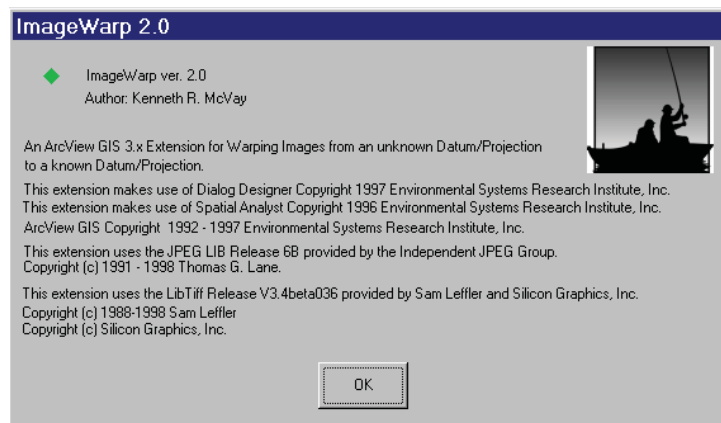 ImageWarp 2.0
ImageWarp ver. 2.0
Author: Kenneth R. McVay
An ArcView GIS 3.x Extension for Warping Images from an unknown Datum/Projection
to a known Datum/Projection.
This extension makes use of Dialog Designer Copyright 1997 Environmental Systems Research Institute, Inc.
This extension makes use of Spatial Analyst Copyright 1996 Environmental Systems Research Institute, Inc.
ArcView GIS Copyright 1992 - 1997 Environmental Systems Research Institute, Inc.
This extension uses the JPEG LIB Release 6B provided by the Independent JPEG Group.
Copyright (c) 1991 - 1998 Thomas G. Lane.
This extension uses the LibTiff Release V3.4beta036 provided by Sam Leffler and Silicon Graphics, Inc.
Copyright (c) 1988-1998 Sam Leffler
Copyright (c) Silicon Graphics, Inc.
OK